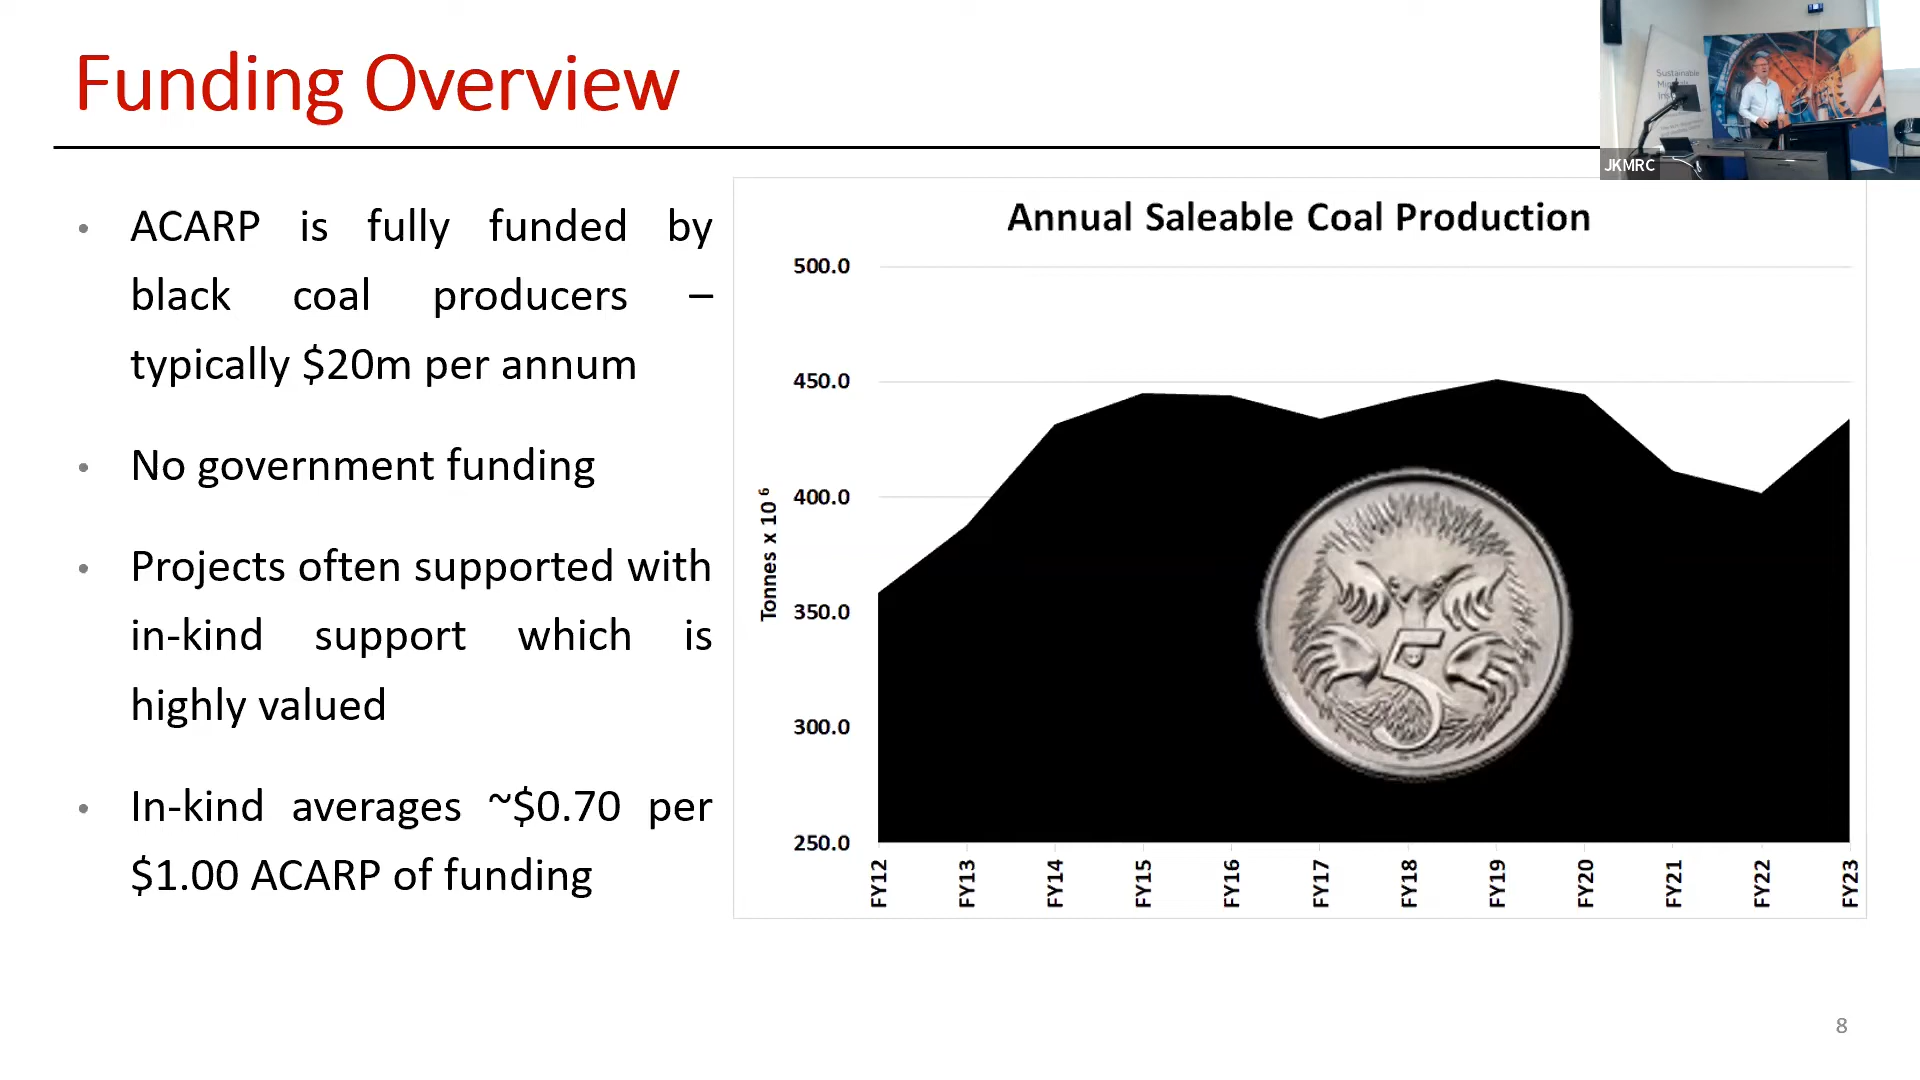 Funding Overview
Sustainable
JKMRC
• ACARP is fully funded by
black coal producers –
typically $20m per annum
• No government funding
• Projects often supported with
in-kind support which is
highly valued
• In-kind averages ~$0.70 per
$1.00 ACARP of funding
Annual Saleable Coal Production
Tonnes x 10⁶
500.0
450.0
400.0
350.0
300.0
250.0
5
FY12 FY13 FY14 FY15 FY16 FY17 FY18 FY19 FY20 FY21 FY22 FY23
8